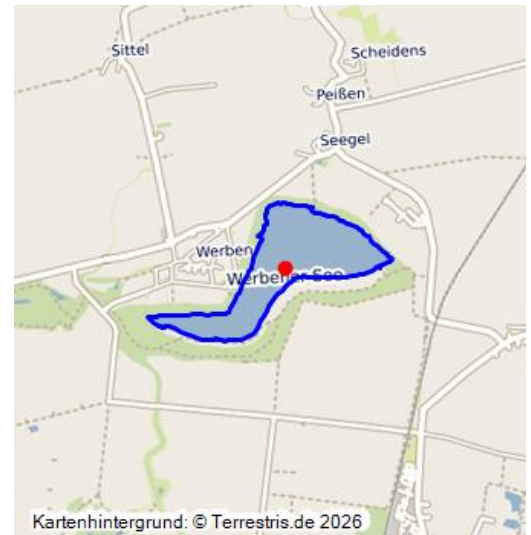 Sittel
Scheidens
Peißen
Seegel
Werben
Werbener See
Kartenhintergrund: © Terrestris.de 2026